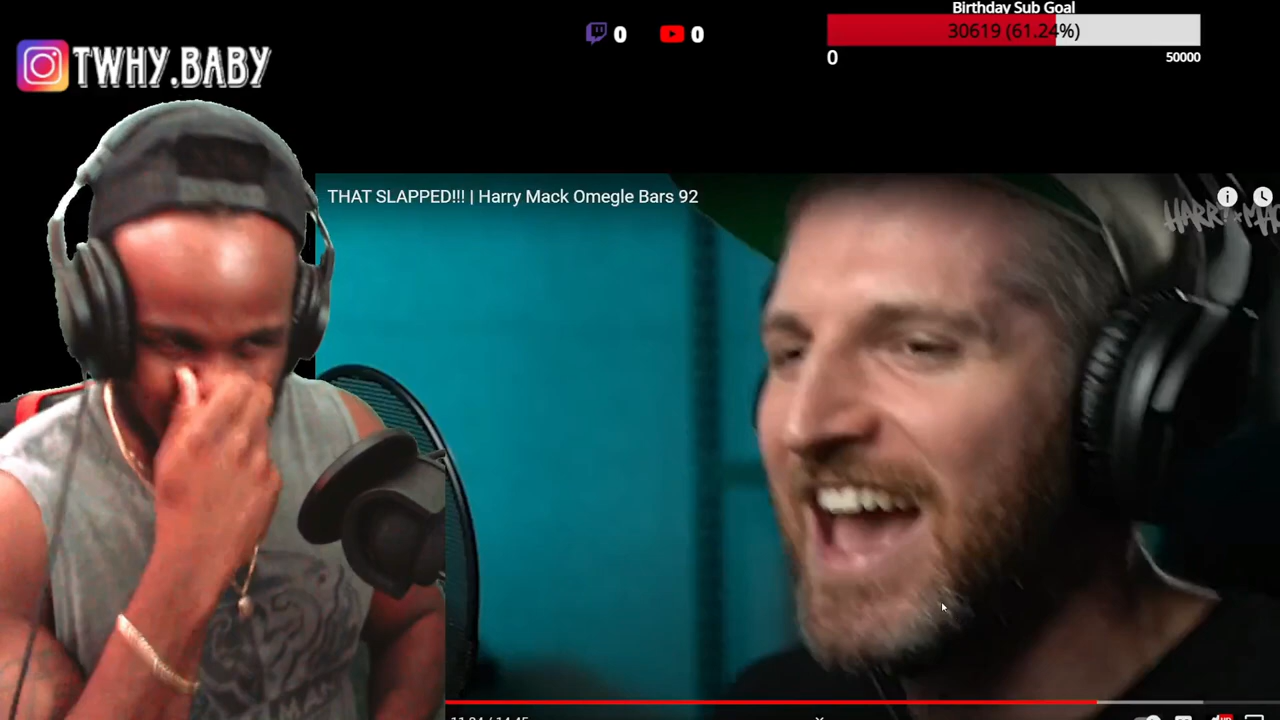 Birthday Sub Goal
TWHY.BABY
0
0
30619 (61.24%)
0
50000
THAT SLAPPED!!! | Harry Mack Omegle Bars 92